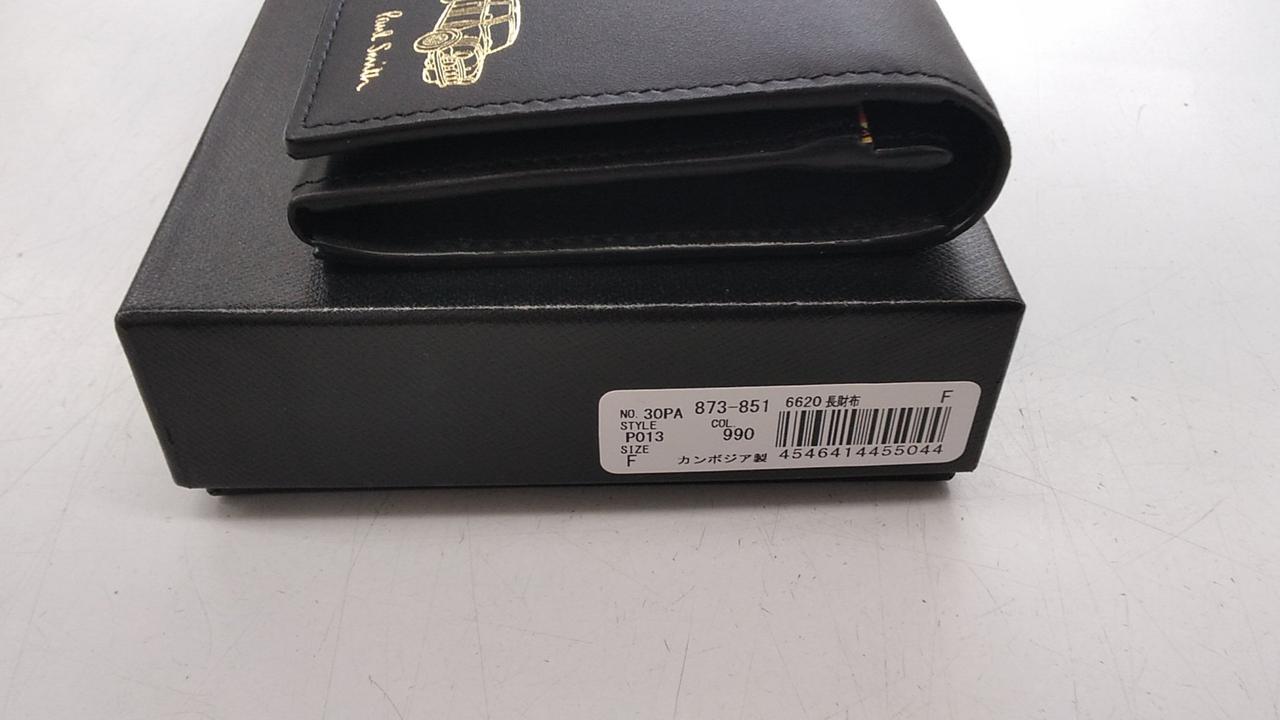 Paul Smith
NO. 30PA 873-851 6620 長財布 F
STYLE COL.
P013 990
SIZE
F カンボジア製 4546414455044